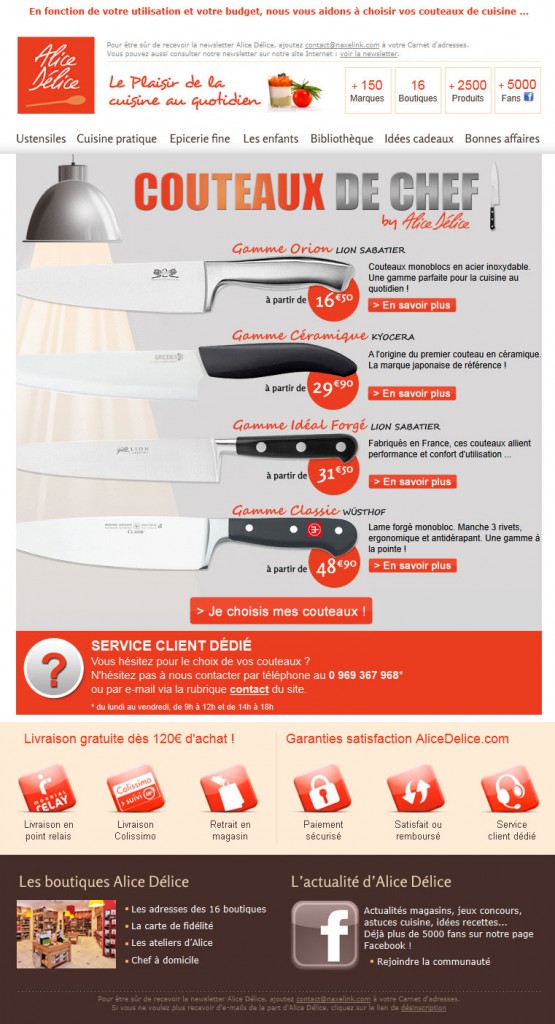 En fonction de votre utilisation et votre budget, nous vous aidons à choisir vos couteaux de cuisine ...
Alice
Délice
Pour être sûr de recevoir la newsletter Alice Délice, ajoutez contact@naxelink.com à votre Carnet d'adresses.
Vous pouvez aussi consulter notre newsletter sur notre site Internet : voir la newsletter.
Le Plaisir de la
cuisine au quotidien
+ 150
Marques
16
Boutiques
+ 2500
Produits
+ 5000
Fans f
Ustensiles Cuisine pratique Epicerie fine Les enfants Bibliothèque Idées cadeaux Bonnes affaires
COUTEAUX DE CHEF
by Alice Délice
Gamme Orion LION SABATIER
Couteaux monoblocs en acier inoxydable.
Une gamme parfaite pour la cuisine au
quotidien !
à partir de 16€50
> En savoir plus
Gamme Céramique KYOCERA
A l'origine du premier couteau en céramique.
La marque japonaise de référence !
à partir de 29€90
> En savoir plus
Gamme Idéal Forgé LION SABATIER
LION
Fabriqués en France, ces couteaux allient
performance et confort d'utilisation ...
à partir de 31€50
> En savoir plus
Gamme Classic WÜSTHOF
CLASSIC
Lame forgé monobloc. Manche 3 rivets,
ergonomique et antidérapant. Une gamme à
la pointe !
à partir de 48€90
> En savoir plus
> Je choisis mes couteaux !
?
SERVICE CLIENT DÉDIÉ
Vous hésitez pour le choix de vos couteaux ?
N'hésitez pas à nous contacter par téléphone au 0 969 367 968*
ou par e-mail via la rubrique contact du site.
* du lundi au vendredi, de 9h à 12h et de 14h à 18h
Livraison gratuite dès 120€ d'achat !
Garanties satisfaction AliceDelice.com
MONDIAL
RELAY
Colissimo
> SUIVI
Livraison en
point relais
Livraison
Colissimo
Retrait en
magasin
Paiement
sécurisé
Satisfait ou
remboursé
Service
client dédié
Les boutiques Alice Délice
Les adresses des 16 boutiques
La carte de fidélité
Les ateliers d'Alice
Chef à domicile
L'actualité d'Alice Délice
f
Actualités magasins, jeux concours,
astuces cuisine, idées recettes...
Déjà plus de 5000 fans sur notre page
Facebook !
Rejoindre la communauté
Pour être sûr de recevoir la newsletter Alice Délice, ajoutez contact@naxelink.com à votre Carnet d'adresses.
Si vous ne souhaitez plus recevoir d'e-mails de la part d'Alice Délice, cliquez sur le lien de désinscription